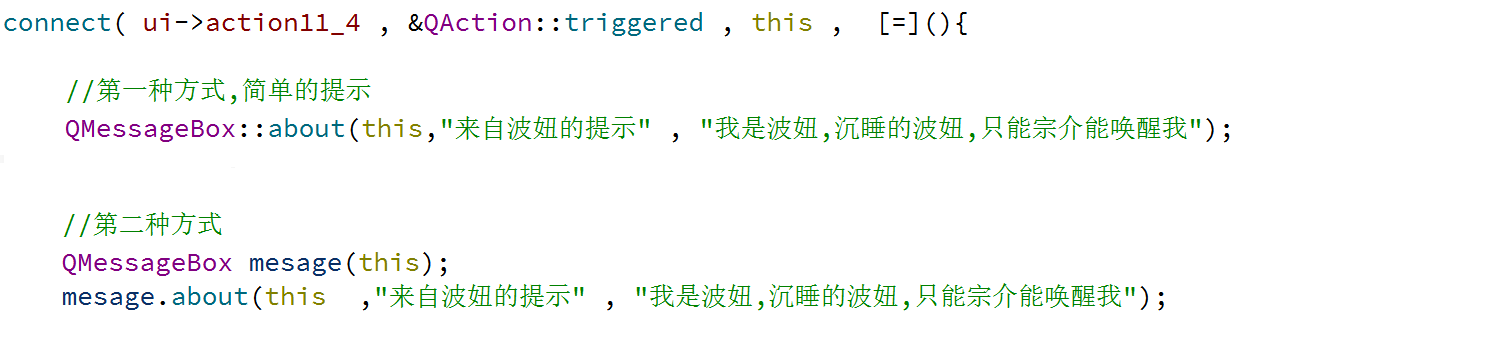 connect( ui->action11_4 , &QAction::triggered , this ,  [=](){
//第一种方式,简单的提示
QMessageBox::about(this,"来自波妞的提示" , "我是波妞,沉睡的波妞,只能宗介能唤醒我");
//第二种方式
QMessageBox mesage(this);
mesage.about(this  ,"来自波妞的提示" , "我是波妞,沉睡的波妞,只能宗介能唤醒我");